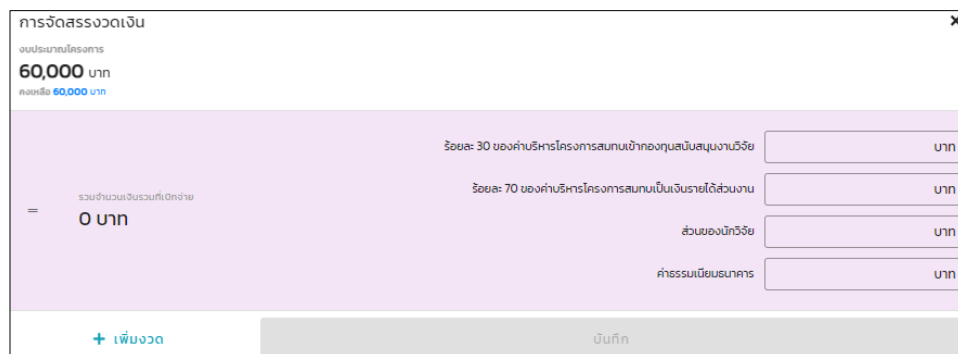 การจัดสรรงวดเงิน
×
งบประมาณโครงการ
60,000 บาท
คงเหลือ 60,000 บาท
ร้อยละ 30 ของค่าบริหารโครงการสมทบเข้ากองทุนสนับสนุนงานวิจัย บาท
ร้อยละ 70 ของค่าบริหารโครงการสมทบเป็นเงินรายได้ส่วนงาน บาท
= รวมจำนวนเงินรวมที่เบิกจ่าย
0 บาท
ส่วนของนักวิจัย บาท
ค่าธรรมเนียมธนาคาร บาท
+ เพิ่มงวด บันทึก